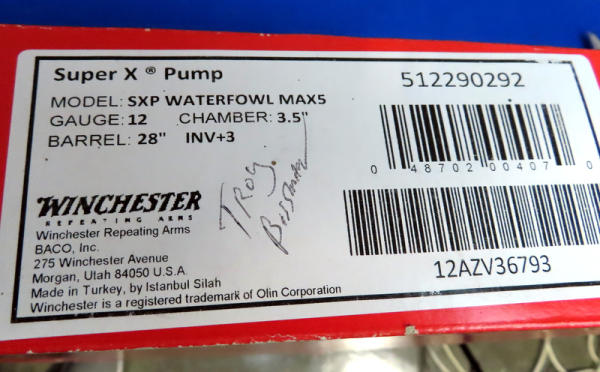 Super X ® Pump
512290292
MODEL: SXP WATERFOWL MAX5
GAUGE: 12 CHAMBER: 3.5"
BARREL: 28" INV+3
0 48702 00407 0
TROY
WINCHESTER
REPEATING ARMS
Winchester Repeating Arms
BACO, Inc.
275 Winchester Avenue
Morgan, Utah 84050 U.S.A.
Made in Turkey, by Istanbul Silah
Winchester is a registered trademark of Olin Corporation
12AZV36793